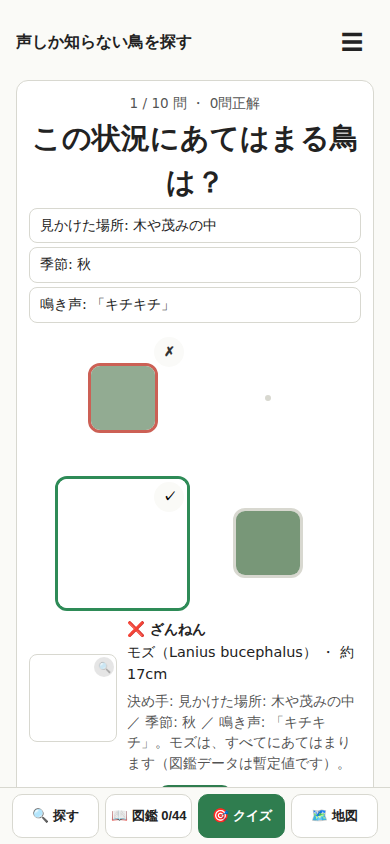 声しか知らない鳥を探す ☰
1 / 10 問 ・ 0問正解
この状況にあてはまる鳥
は？
見かけた場所: 木や茂みの中
季節: 秋
鳴き声: 「キチキチ」
✗
✓
❌ ざんねん
モズ（Lanius bucephalus） ・ 約
17cm
決め手: 見かけた場所: 木や茂みの中
／ 季節: 秋 ／ 鳴き声: 「キチキ
チ」。モズは、すべてにあてはまり
ます（図鑑データは暫定値です）。
🔍 探す
📖 図鑑 0/44
🎯 クイズ
🗺️ 地図